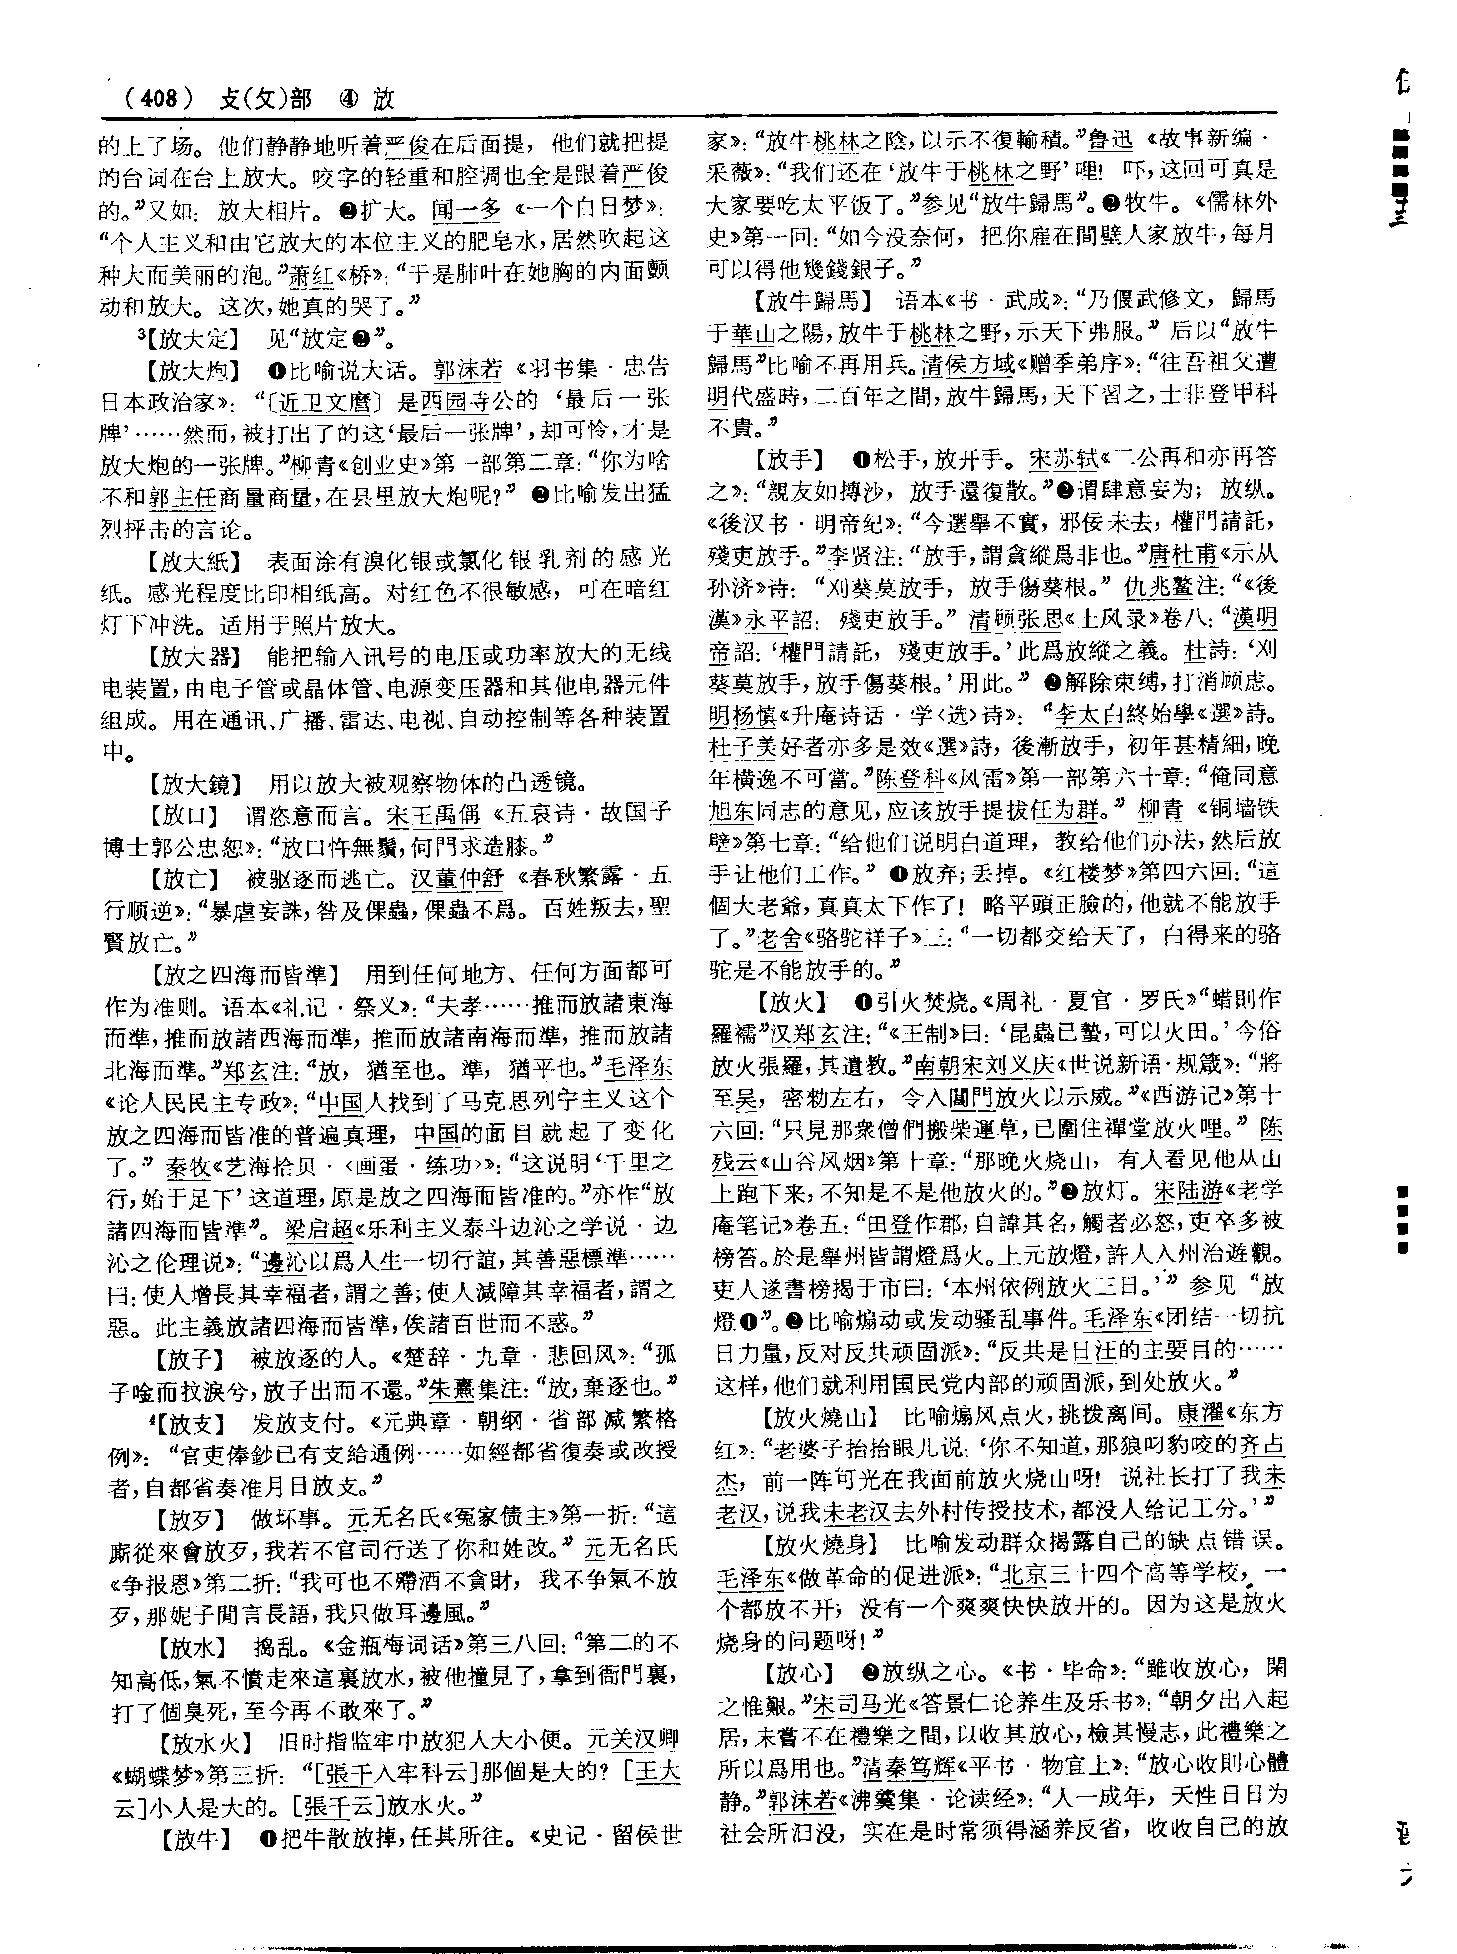 (408) 攴(攵)部 ④ 放
的上了场。他们静静地听着严俊在后面提，他们就把提
的台词在台上放大。咬字的轻重和腔调也全是跟着严俊
的。”又如：放大相片。❷扩大。闻一多《一个白日梦》：
“个人主义和由它放大的本位主义的肥皂水，居然吹起这
种大而美丽的泡。”萧红《桥》：“于是肺叶在她胸的内面颤
动和放大。这次，她真的哭了。”
³【放大定】 见“放定❷”。
【放大炮】 ❶比喻说大话。郭沫若《羽书集·忠告
日本政治家》：“〔近卫文麿〕是西园寺公的‘最后一张
牌’……然而，被打出了的这‘最后一张牌’，却可怜，才是
放大炮的一张牌。”柳青《创业史》第一部第二章：“你为啥
不和郭主任商量商量，在县里放大炮呢？”❷比喻发出猛
烈抨击的言论。
【放大紙】 表面涂有溴化银或氯化银乳剂的感光
纸。感光程度比印相纸高。对红色不很敏感，可在暗红
灯下冲洗。适用于照片放大。
【放大器】 能把输入讯号的电压或功率放大的无线
电装置，由电子管或晶体管、电源变压器和其他电器元件
组成。用在通讯、广播、雷达、电视、自动控制等各种装置
中。
【放大鏡】 用以放大被观察物体的凸透镜。
【放口】 谓恣意而言。宋王禹偁《五哀诗·故国子
博士郭公忠恕》：“放口忤無鬚，何門求造膝。”
【放亡】 被驱逐而逃亡。汉董仲舒《春秋繁露·五
行顺逆》：“暴虐妄誅，咎及倮蟲，倮蟲不爲。百姓叛去，聖
賢放亡。”
【放之四海而皆準】 用到任何地方、任何方面都可
作为准则。语本《礼记·祭义》：“夫孝……推而放諸東海
而準，推而放諸西海而準，推而放諸南海而準，推而放諸
北海而準。”郑玄注：“放，猶至也。準，猶平也。”毛泽东
《论人民民主专政》：“中国人找到了马克思列宁主义这个
放之四海而皆准的普遍真理，中国的面目就起了变化
了。”秦牧《艺海拾贝·〈画蛋·练功〉》：“这说明‘千里之
行，始于足下’这道理，原是放之四海而皆准的。”亦作“放
諸四海而皆準”。梁启超《乐利主义泰斗边沁之学说·边
沁之伦理说》：“邊沁以爲人生一切行誼，其善惡標準……
曰：使人增長其幸福者，謂之善；使人減障其幸福者，謂之
惡。此主義放諸四海而皆準，俟諸百世而不惑。”
【放子】 被放逐的人。《楚辞·九章·悲回风》：“孤
子唫而抆淚兮，放子出而不還。”朱熹集注：“放，棄逐也。”
⁴【放支】 发放支付。《元典章·朝纲·省部减繁格
例》：“官吏俸鈔已有支給通例……如經都省復奏或改授
者，自都省奏准月日放支。”
【放歹】 做坏事。元无名氏《冤家债主》第一折：“這
廝從來會放歹，我若不官司行送了你和姓改。”元无名氏
《争报恩》第二折：“我可也不殢酒不貪財，我不争氣不放
歹，那妮子閒言長語，我只做耳邊風。”
【放水】 捣乱。《金瓶梅词话》第三八回：“第二的不
知高低，氣不憤走來這裏放水，被他撞見了，拿到衙門裏，
打了個臭死，至今再不敢來了。”
【放水火】 旧时指监牢中放犯人大小便。元关汉卿
《蝴蝶梦》第三折：“[張千入牢科云]那個是大的？[王大
云]小人是大的。[張千云]放水火。”
【放牛】 ❶把牛散放掉，任其所往。《史记·留侯世
家》：“放牛桃林之陰，以示不復輸積。”鲁迅《故事新编·
采薇》：“我们还在‘放牛于桃林之野’哩！吓，这回可真是
大家要吃太平饭了。”参见“放牛歸馬”。❷牧牛。《儒林外
史》第一回：“如今没奈何，把你雇在間壁人家放牛，每月
可以得他幾錢銀子。”
【放牛歸馬】 语本《书·武成》：“乃偃武修文，歸馬
于華山之陽，放牛于桃林之野，示天下弗服。”后以“放牛
歸馬”比喻不再用兵。清侯方域《赠季弟序》：“往吾祖父遭
明代盛時，二百年之間，放牛歸馬，天下習之，士非登甲科
不貴。”
【放手】 ❶松手，放开手。宋苏轼《二公再和亦再答
之》：“親友如摶沙，放手還復散。”❷谓肆意妄为；放纵。
《後汉书·明帝纪》：“今選舉不實，邪佞未去，權門請託，
殘吏放手。”李贤注：“放手，謂貪縱爲非也。”唐杜甫《示从
孙济》诗：“刈葵莫放手，放手傷葵根。”仇兆鳌注：“《後
漢》永平詔：殘吏放手。”清顾张思《土风录》卷八：“漢明
帝詔：‘權門請託，殘吏放手。’此爲放縱之義。杜詩：‘刈
葵莫放手，放手傷葵根。’用此。”❸解除束缚，打消顾虑。
明杨慎《升庵诗话·学〈选〉诗》：“李太白終始學《選》詩。
杜子美好者亦多是效《選》詩，後漸放手，初年甚精細，晚
年横逸不可當。”陈登科《风雷》第一部第六十章：“俺同意
旭东同志的意见，应该放手提拔任为群。”柳青《铜墙铁
壁》第七章：“给他们说明白道理，教给他们办法，然后放
手让他们工作。”❹放弃；丢掉。《红楼梦》第四六回：“這
個大老爺，真真太下作了！略平頭正臉的，他就不能放手
了。”老舍《骆驼祥子》三：“一切都交给天了，白得来的骆
驼是不能放手的。”
【放火】 ❶引火焚烧。《周礼·夏官·罗氏》“蜡則作
羅襦”汉郑玄注：“《王制》曰：‘昆蟲已蟄，可以火田。’今俗
放火張羅，其遺教。”南朝宋刘义庆《世说新语·规箴》：“將
至吴，密勑左右，令入閶門放火以示威。”《西游记》第十
六回：“只見那衆僧們搬柴運草，已圍住禪堂放火哩。”陈
残云《山谷风烟》第十章：“那晚火烧山，有人看见他从山
上跑下来，不知是不是他放火的。”❷放灯。宋陆游《老学
庵笔记》卷五：“田登作郡，自諱其名，觸者必怒，吏卒多被
榜笞。於是舉州皆謂燈爲火。上元放燈，許人入州治遊觀。
吏人遂書榜揭于市曰：‘本州依例放火三日。’”参见“放
燈❶”。❸比喻煽动或发动骚乱事件。毛泽东《团结一切抗
日力量，反对反共顽固派》：“反共是日汪的主要目的……
这样，他们就利用国民党内部的顽固派，到处放火。”
【放火燒山】 比喻煽风点火，挑拨离间。康濯《东方
红》：“老婆子抬抬眼儿说：‘你不知道，那狼叼豹咬的齐占
杰，前一阵可光在我面前放火烧山呀！说社长打了我耒
老汉，说我耒老汉去外村传授技术，都没人给记工分。’”
【放火燒身】 比喻发动群众揭露自己的缺点错误。
毛泽东《做革命的促进派》：“北京三十四个高等学校，一
个都放不开，没有一个爽爽快快放开的。因为这是放火
烧身的问题呀！”
【放心】 ❷放纵之心。《书·毕命》：“雖收放心，閑
之惟艱。”宋司马光《答景仁论养生及乐书》：“朝夕出入起
居，未嘗不在禮樂之間，以收其放心，檢其慢志，此禮樂之
所以爲用也。”清秦笃辉《平书·物宜上》：“放心收則心體
静。”郭沫若《沸羹集·论读经》：“人一成年，天性日日为
社会所汩没，实在是时常须得涵养反省，收收自己的放